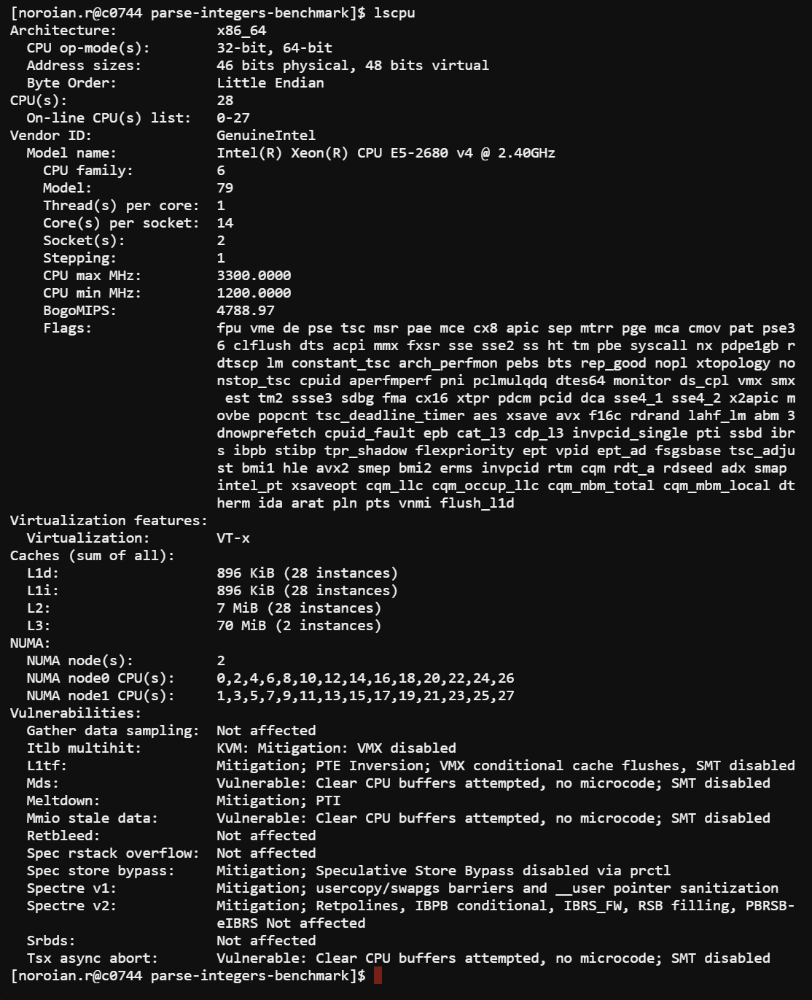 [noroian.r@c0744 parse-integers-benchmark]$ lscpu
Architecture:            x86_64
  CPU op-mode(s):        32-bit, 64-bit
  Address sizes:         46 bits physical, 48 bits virtual
  Byte Order:            Little Endian
CPU(s):                  28
  On-line CPU(s) list:   0-27
Vendor ID:               GenuineIntel
  Model name:            Intel(R) Xeon(R) CPU E5-2680 v4 @ 2.40GHz
    CPU family:          6
    Model:               79
    Thread(s) per core:  1
    Core(s) per socket:  14
    Socket(s):           2
    Stepping:            1
    CPU max MHz:         3300.0000
    CPU min MHz:         1200.0000
    BogoMIPS:            4788.97
    Flags:               fpu vme de pse tsc msr pae mce cx8 apic sep mtrr pge mca cmov pat pse3
                         6 clflush dts acpi mmx fxsr sse sse2 ss ht tm pbe syscall nx pdpe1gb r
                         dtscp lm constant_tsc arch_perfmon pebs bts rep_good nopl xtopology no
                         nstop_tsc cpuid aperfmperf pni pclmulqdq dtes64 monitor ds_cpl vmx smx
                          est tm2 ssse3 sdbg fma cx16 xtpr pdcm pcid dca sse4_1 sse4_2 x2apic m
                         ovbe popcnt tsc_deadline_timer aes xsave avx f16c rdrand lahf_lm abm 3
                         dnowprefetch cpuid_fault epb cat_l3 cdp_l3 invpcid_single pti ssbd ibr
                         s ibpb stibp tpr_shadow flexpriority ept vpid ept_ad fsgsbase tsc_adju
                         st bmi1 hle avx2 smep bmi2 erms invpcid rtm cqm rdt_a rdseed adx smap
                         intel_pt xsaveopt cqm_llc cqm_occup_llc cqm_mbm_total cqm_mbm_local dt
                         herm ida arat pln pts vnmi flush_l1d
Virtualization features:
  Virtualization:        VT-x
Caches (sum of all):
  L1d:                   896 KiB (28 instances)
  L1i:                   896 KiB (28 instances)
  L2:                    7 MiB (28 instances)
  L3:                    70 MiB (2 instances)
NUMA:
  NUMA node(s):          2
  NUMA node0 CPU(s):     0,2,4,6,8,10,12,14,16,18,20,22,24,26
  NUMA node1 CPU(s):     1,3,5,7,9,11,13,15,17,19,21,23,25,27
Vulnerabilities:
  Gather data sampling:  Not affected
  Itlb multihit:         KVM: Mitigation: VMX disabled
  L1tf:                  Mitigation; PTE Inversion; VMX conditional cache flushes, SMT disabled
  Mds:                   Vulnerable: Clear CPU buffers attempted, no microcode; SMT disabled
  Meltdown:              Mitigation; PTI
  Mmio stale data:       Vulnerable: Clear CPU buffers attempted, no microcode; SMT disabled
  Retbleed:              Not affected
  Spec rstack overflow:  Not affected
  Spec store bypass:     Mitigation; Speculative Store Bypass disabled via prctl
  Spectre v1:            Mitigation; usercopy/swapgs barriers and __user pointer sanitization
  Spectre v2:            Mitigation; Retpolines, IBPB conditional, IBRS_FW, RSB filling, PBRSB-
                         eIBRS Not affected
  Srbds:                 Not affected
  Tsx async abort:       Vulnerable: Clear CPU buffers attempted, no microcode; SMT disabled
[noroian.r@c0744 parse-integers-benchmark]$